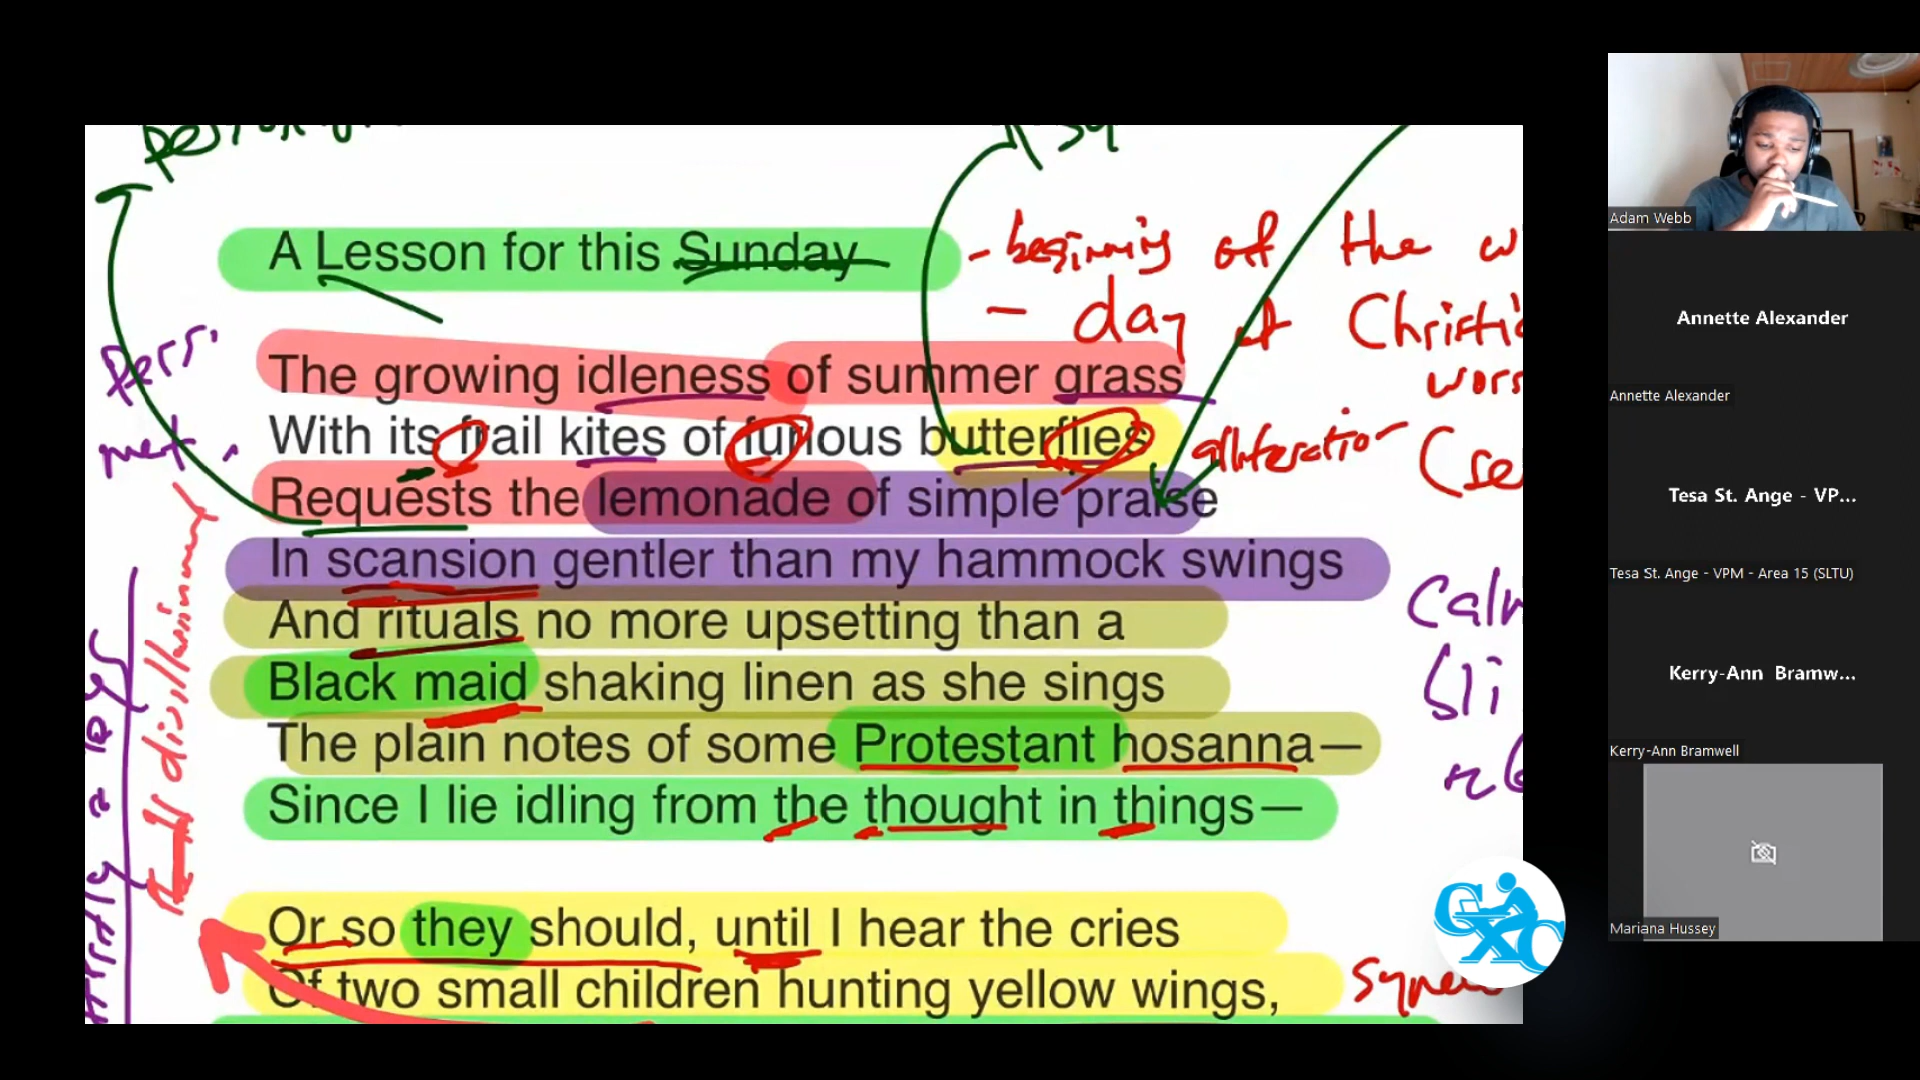 A Lesson for this Sunday
- beginning of the w
- day of Christi
wors
Pers.
met.
The growing idleness of summer grass
With its frail kites of furious butterflies
alliteration
(se
Requests the lemonade of simple praise
In scansion gentler than my hammock swings
And rituals no more upsetting than a
Black maid shaking linen as she sings
The plain notes of some Protestant hosanna—
Since I lie idling from the thought in things—
Or so they should, until I hear the cries
Of two small children hunting yellow wings,
CXC
Adam Webb
Annette Alexander
Annette Alexander
Tesa St. Ange - VP...
Tesa St. Ange - VPM - Area 15 (SLTU)
Kerry-Ann Bramw...
Kerry-Ann Bramwell
Mariana Hussey